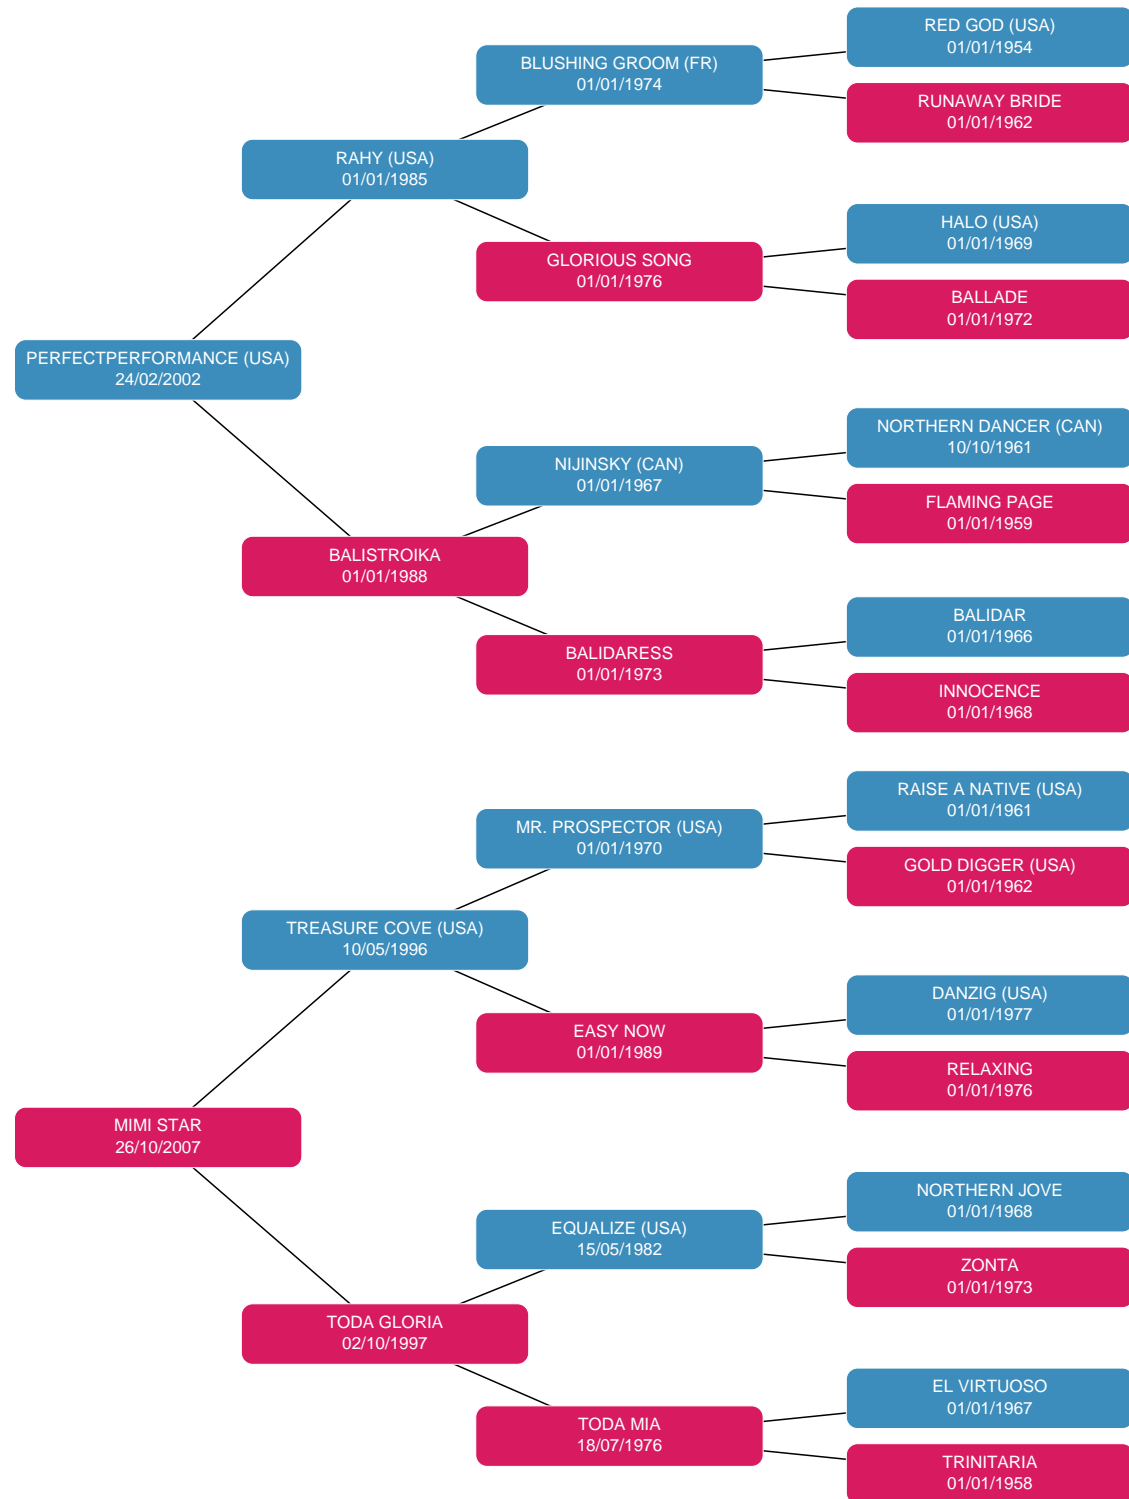 RED GOD (USA)
01/01/1954
BLUSHING GROOM (FR)
01/01/1974
RUNAWAY BRIDE
01/01/1962
RAHY (USA)
01/01/1985
HALO (USA)
01/01/1969
GLORIOUS SONG
01/01/1976
BALLADE
01/01/1972
PERFECTPERFORMANCE (USA)
24/02/2002
NORTHERN DANCER (CAN)
10/10/1961
NIJINSKY (CAN)
01/01/1967
FLAMING PAGE
01/01/1959
BALISTROIKA
01/01/1988
BALIDAR
01/01/1966
BALIDARESS
01/01/1973
INNOCENCE
01/01/1968
RAISE A NATIVE (USA)
01/01/1961
MR. PROSPECTOR (USA)
01/01/1970
GOLD DIGGER (USA)
01/01/1962
TREASURE COVE (USA)
10/05/1996
DANZIG (USA)
01/01/1977
EASY NOW
01/01/1989
RELAXING
01/01/1976
MIMI STAR
26/10/2007
NORTHERN JOVE
01/01/1968
EQUALIZE (USA)
15/05/1982
ZONTA
01/01/1973
TODA GLORIA
02/10/1997
EL VIRTUOSO
01/01/1967
TODA MIA
18/07/1976
TRINITARIA
01/01/1958